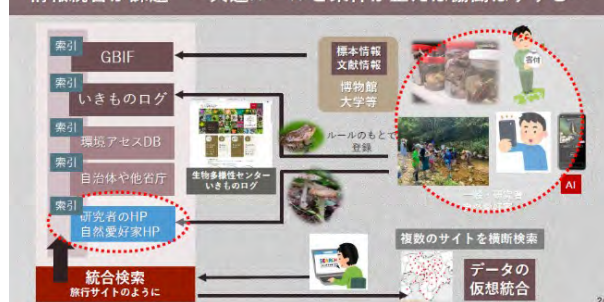 索引
GBIF
索引
いきものログ
索引
環境アセスDB
索引
自治体や他省庁
索引
研究者のHP
自然愛好家HP
統合検索
旅行サイトのように
生物多様性センター
いきものログ
標本情報
文献情報
博物館
大学等
ルールのもとで
登録
寄付
AI
複数のサイトを横断検索
データの
仮想統合